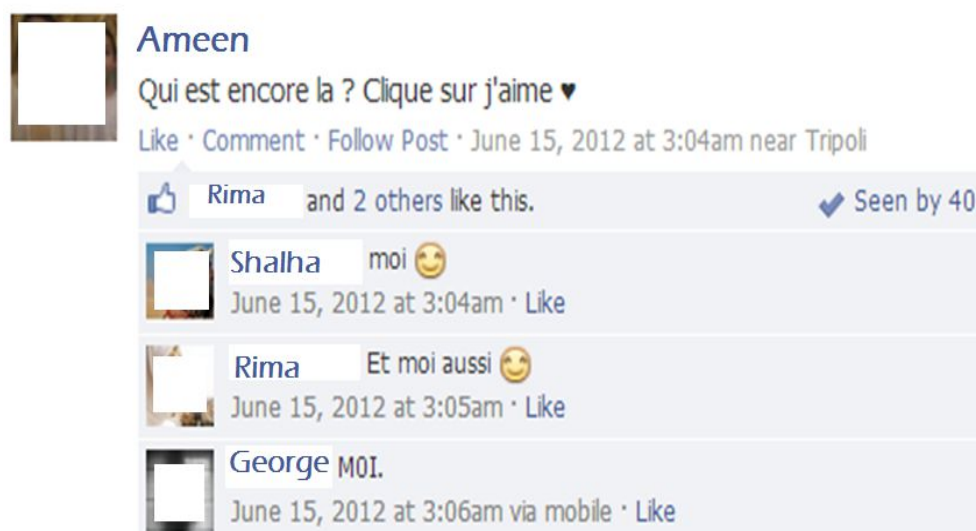 Ameen
Qui est encore la ? Clique sur j'aime ♥
Like · Comment · Follow Post · June 15, 2012 at 3:04am near Tripoli
Rima and 2 others like this. Seen by 40
Shalha moi 😊
June 15, 2012 at 3:04am · Like
Rima Et moi aussi 😊
June 15, 2012 at 3:05am · Like
George M0I.
June 15, 2012 at 3:06am via mobile · Like